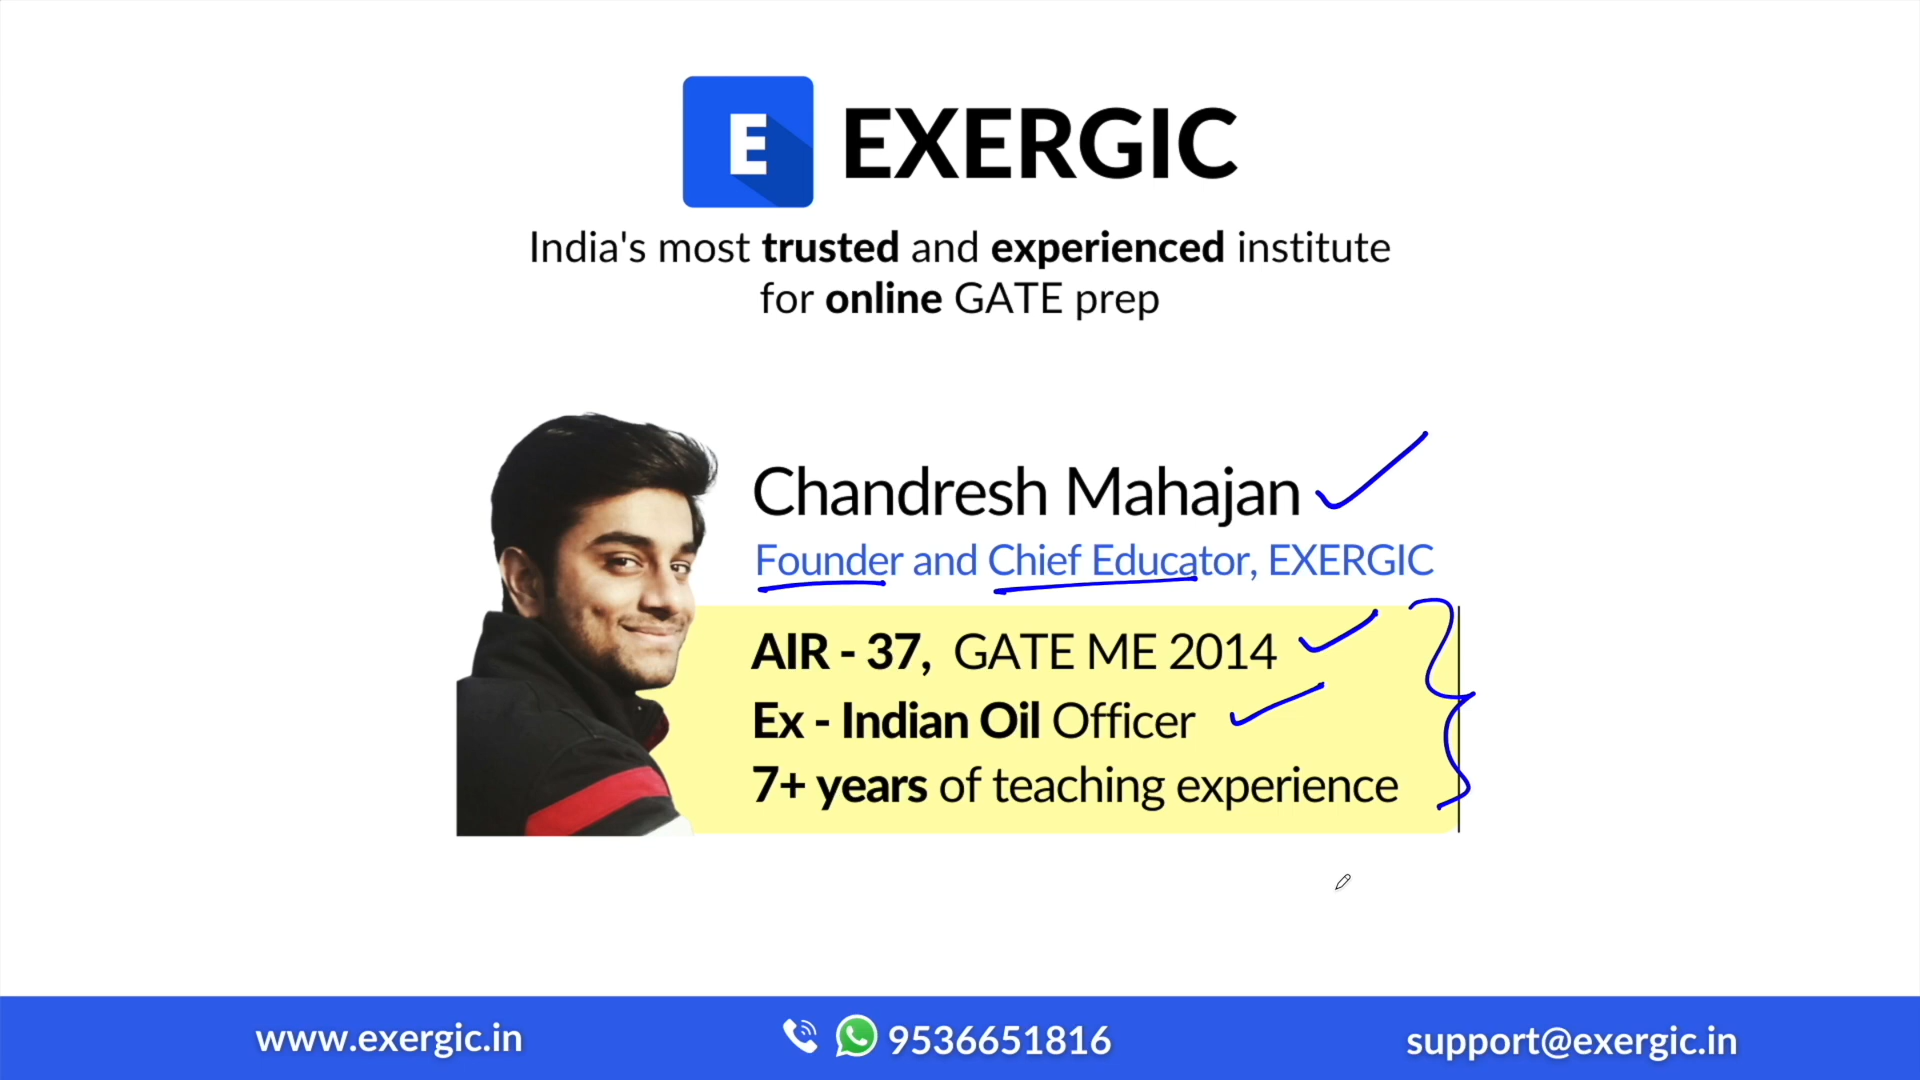 E EXERGIC
India's most trusted and experienced institute
for online GATE prep
Chandresh Mahajan
Founder and Chief Educator, EXERGIC
AIR - 37, GATE ME 2014
Ex - Indian Oil Officer
7+ years of teaching experience
www.exergic.in 9536651816 support@exergic.in